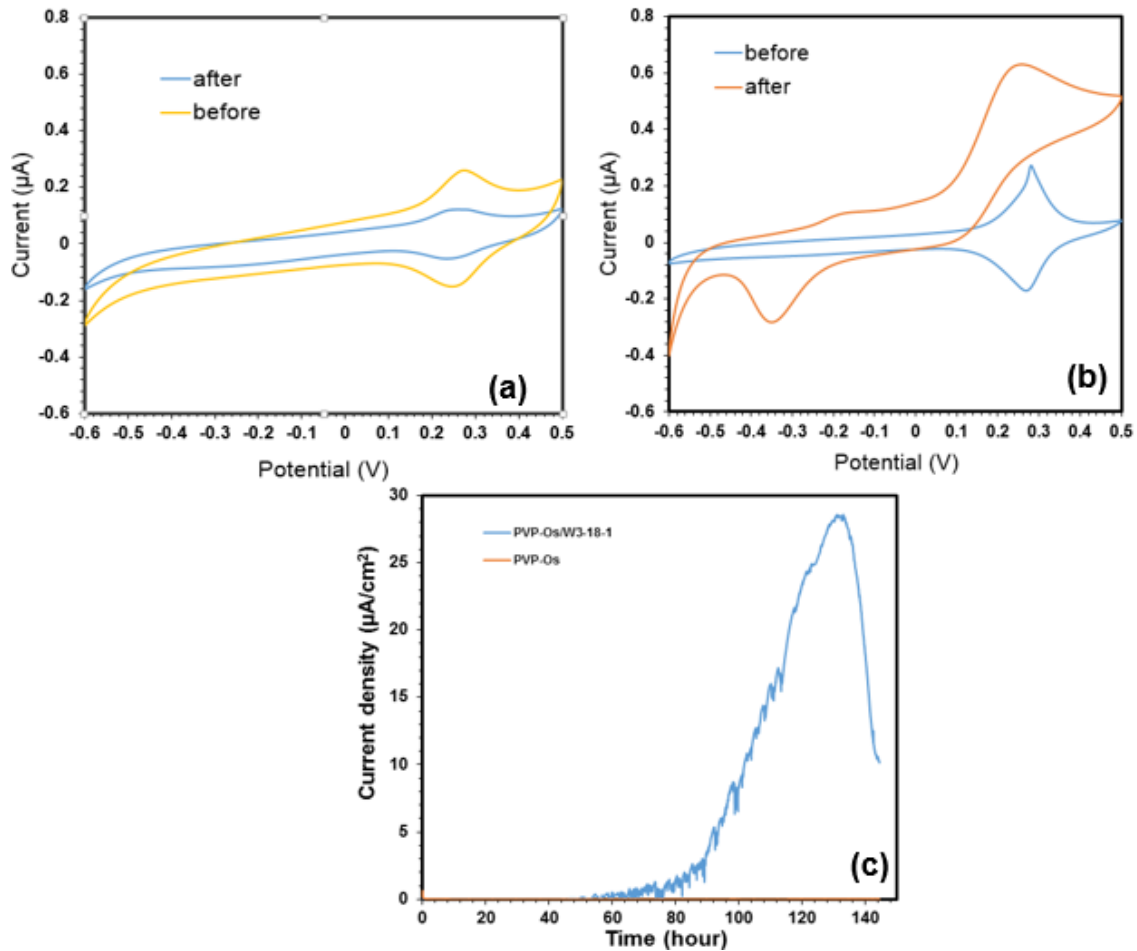 0.8
0.6
0.4
0.2
0
-0.2
-0.4
-0.6
Current (µA)
after
before
(a)
-0.6 -0.5 -0.4 -0.3 -0.2 -0.1 0 0.1 0.2 0.3 0.4 0.5
Potential (V)
0.8
0.6
0.4
0.2
0
-0.2
-0.4
-0.6
Current (µA)
before
after
(b)
-0.6 -0.5 -0.4 -0.3 -0.2 -0.1 0 0.1 0.2 0.3 0.4 0.5
Potential (V)
30
25
20
15
10
5
0
Current density (µA/cm²)
PVP-Os/W3-18-1
PVP-Os
(c)
0 20 40 60 80 100 120 140
Time (hour)